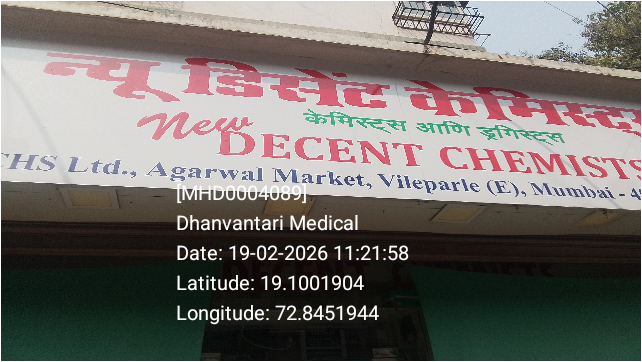 न्यू डिसेंट केमिस्ट्स
केमिस्ट्स आणि ड्रगिस्ट्स
New
DECENT CHEMISTS
CHS Ltd., Agarwal Market, Vileparle (E), Mumbai - 4
[MHD0004089]
Dhanvantari Medical
Date: 19-02-2026 11:21:58
Latitude: 19.1001904
Longitude: 72.8451944